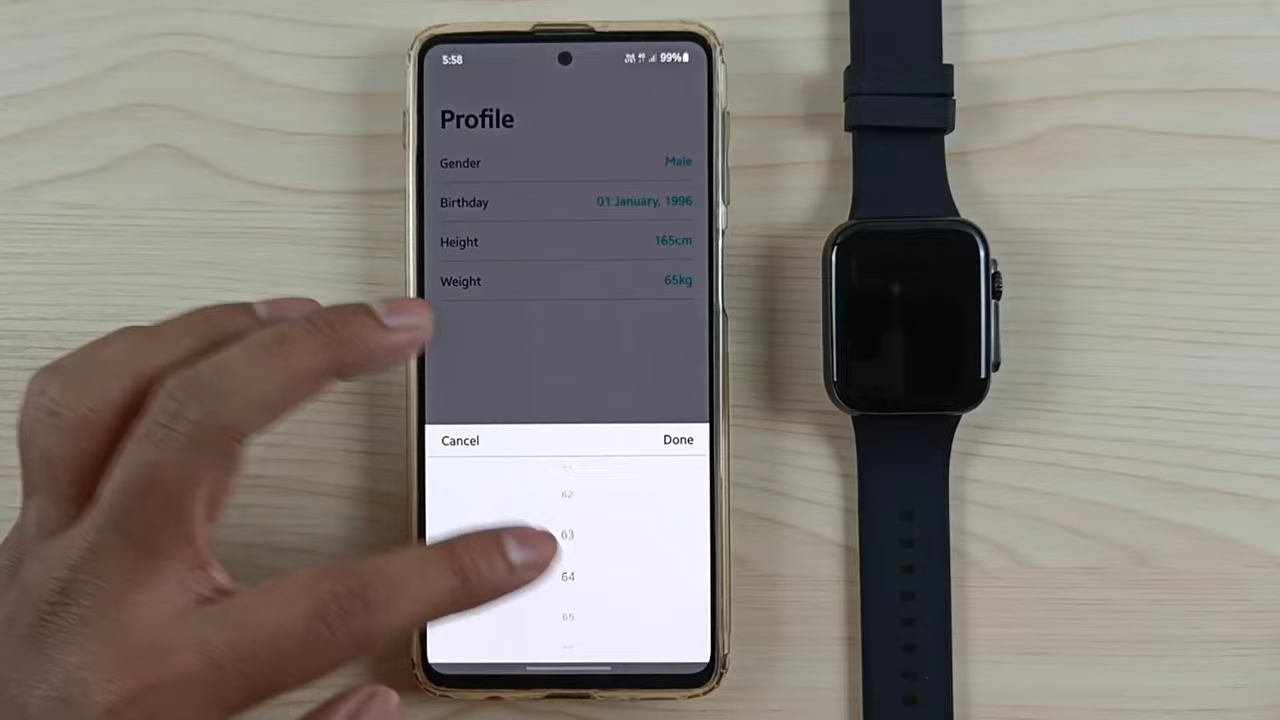 5:58 99%
Profile
Gender Male
Birthday 01 January, 1996
Height 165cm
Weight 65kg
Cancel Done
62
63
64
65